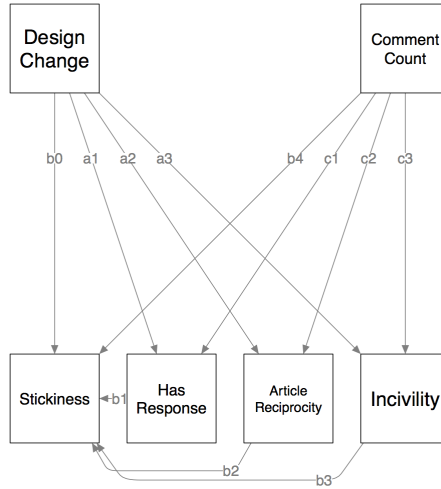 Design
Change
Comment
Count
b0
a1
a2
a3
b4
c1
c2
c3
Stickiness
b1
Has
Response
Article
Reciprocity
Incivility
b2
b3